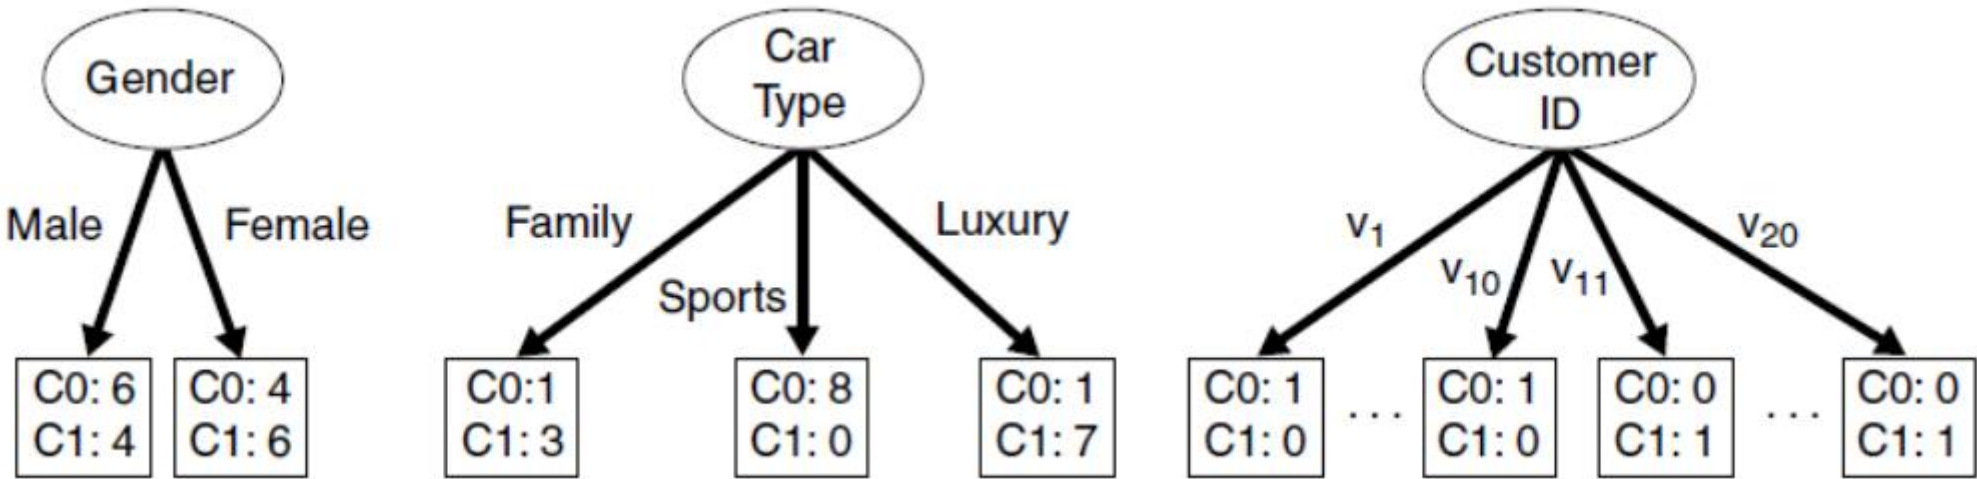 Gender
Male
Female
C0: 6
C1: 4
C0: 4
C1: 6
Car
Type
Family
Sports
Luxury
C0:1
C1: 3
C0: 8
C1: 0
C0: 1
C1: 7
Customer
ID
v₁
v₁₀
v₁₁
v₂₀
C0: 1
C1: 0
. . .
C0: 1
C1: 0
C0: 0
C1: 1
. . .
C0: 0
C1: 1